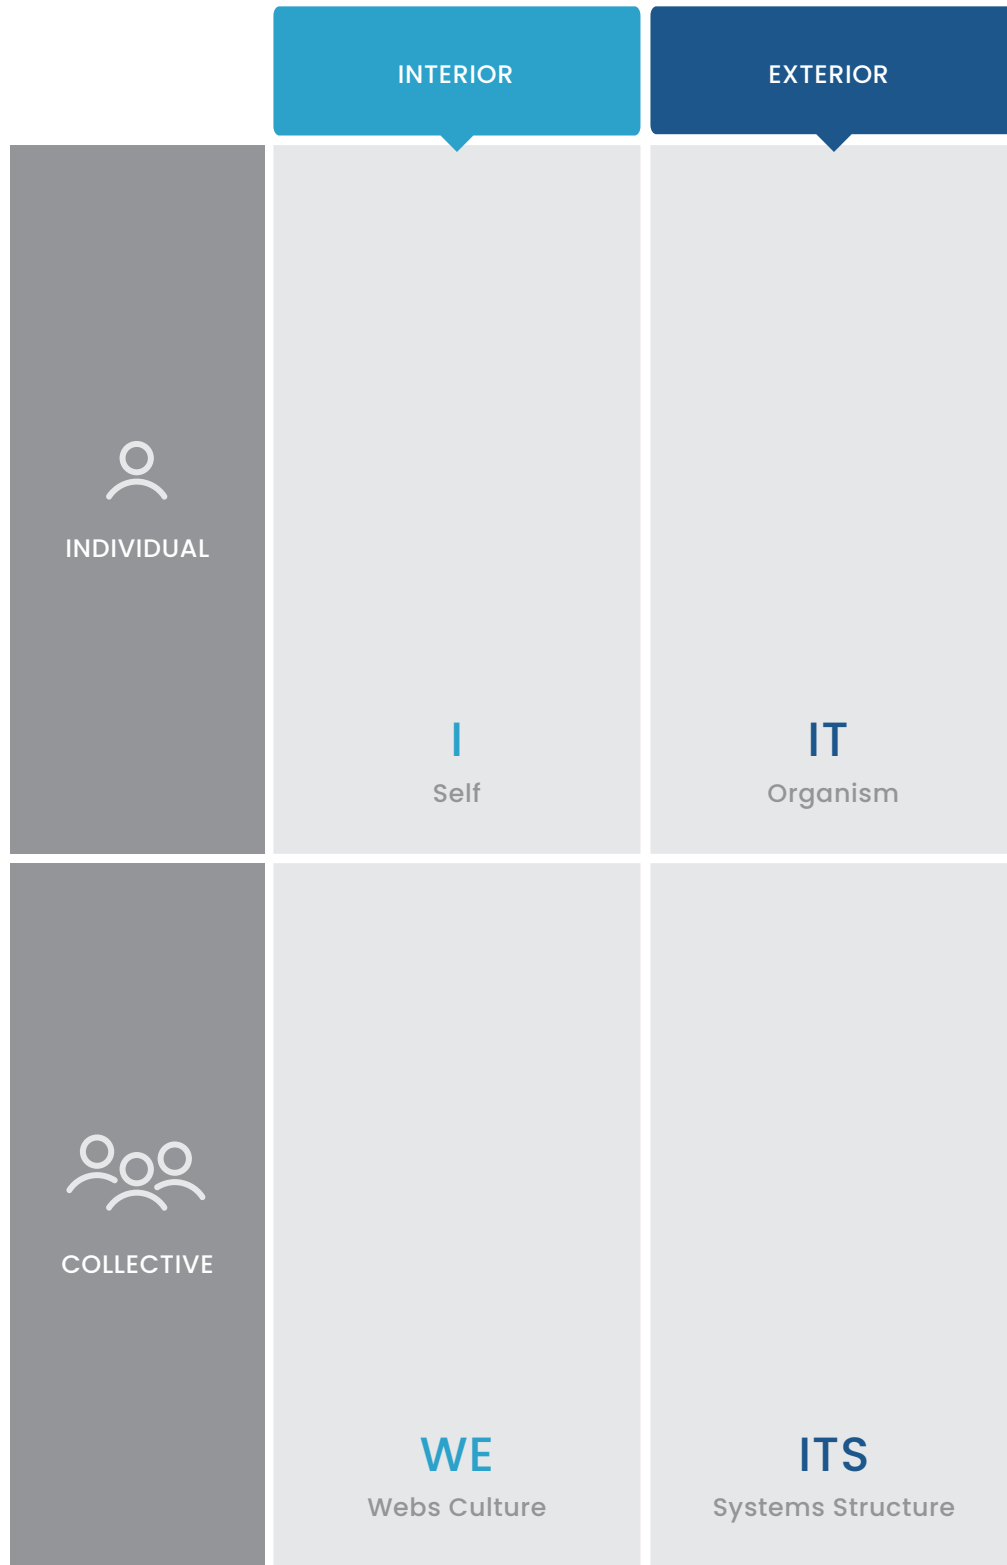 INTERIOR
EXTERIOR
INDIVIDUAL
I
Self
IT
Organism
COLLECTIVE
WE
Webs Culture
ITS
Systems Structure